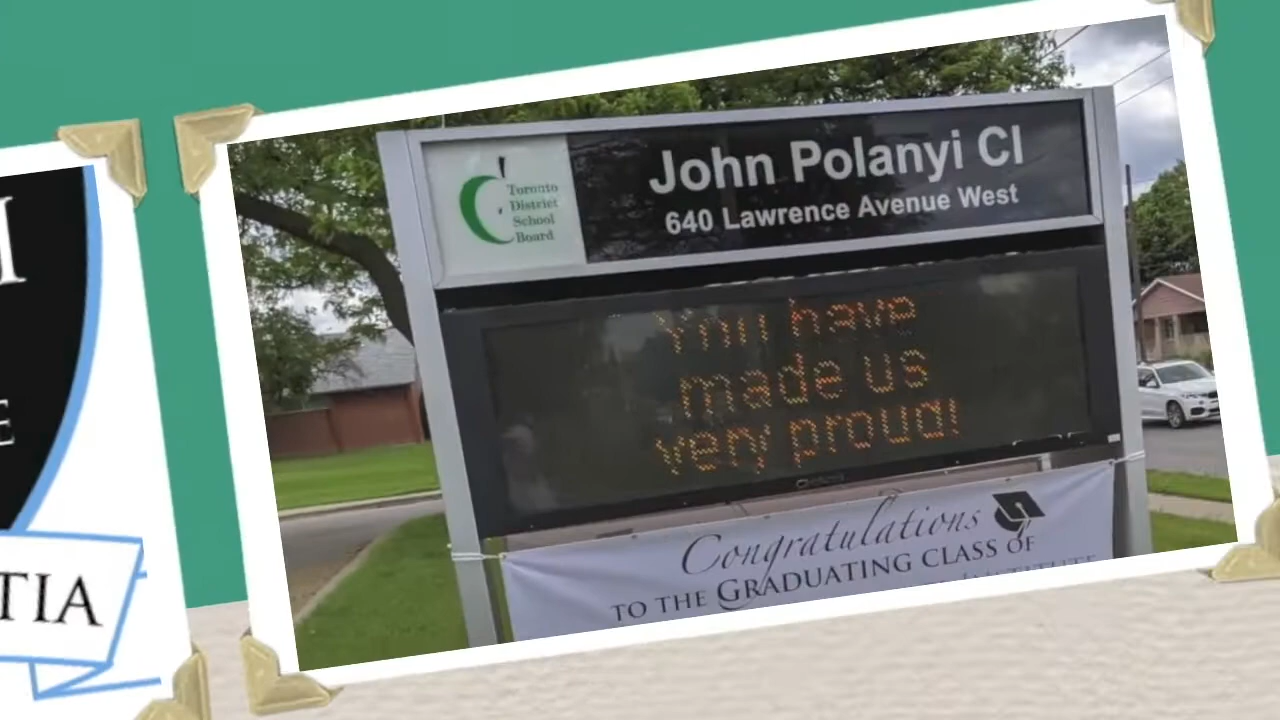 I
E
TIA
Toronto
District
School
Board
John Polanyi CI
640 Lawrence Avenue West
You have
made us
very proud!
Congratulations
TO THE GRADUATING CLASS OF
INSTITUTE